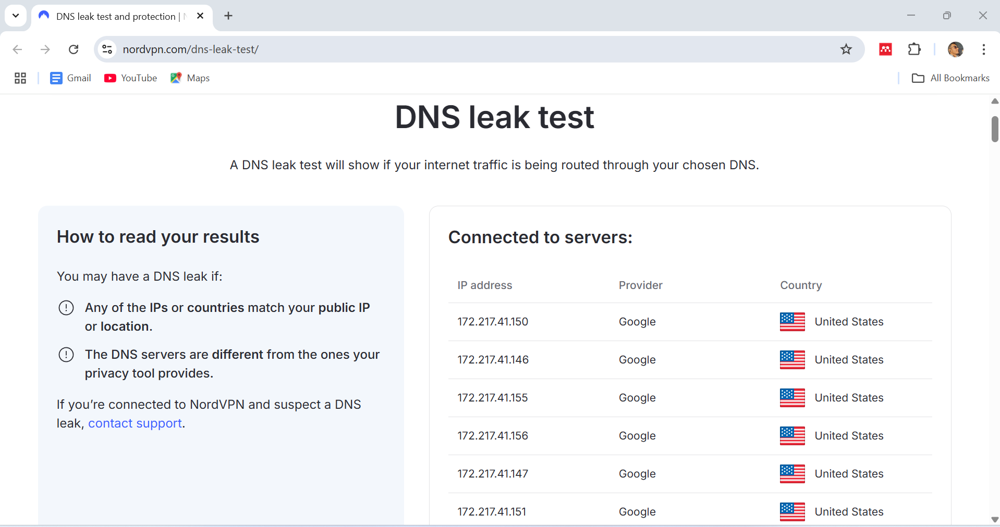 DNS leak test and protection |
nordvpn.com/dns-leak-test/
Gmail YouTube Maps All Bookmarks
DNS leak test
A DNS leak test will show if your internet traffic is being routed through your chosen DNS.
How to read your results
You may have a DNS leak if:
Any of the IPs or countries match your public IP
or location.
The DNS servers are different from the ones your
privacy tool provides.
If you’re connected to NordVPN and suspect a DNS
leak, contact support.
Connected to servers:
IP address Provider Country
172.217.41.150 Google United States
172.217.41.146 Google United States
172.217.41.155 Google United States
172.217.41.156 Google United States
172.217.41.147 Google United States
172.217.41.151 Google United States